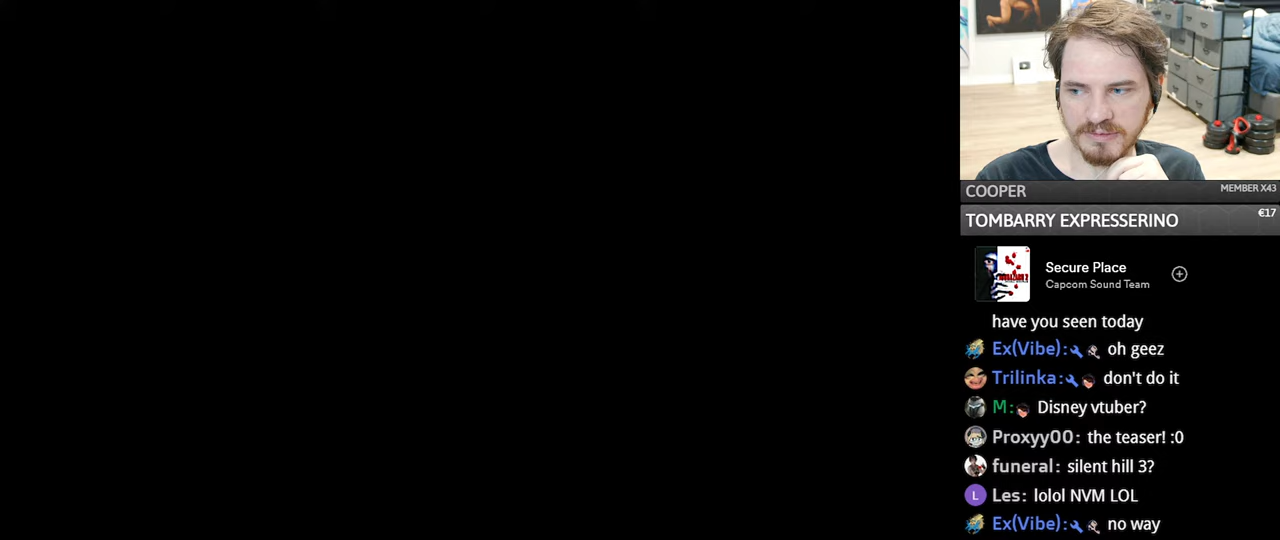 COOPER
MEMBER X43
TOMBARRY EXPRESSERINO
€17
Secure Place
Capcom Sound Team
have you seen today
Ex(Vibe): oh geez
Trilinka: don't do it
M: Disney vtuber?
Proxyy00: the teaser! :0
funeral: silent hill 3?
L Les: lolol NVM LOL
Ex(Vibe): no way